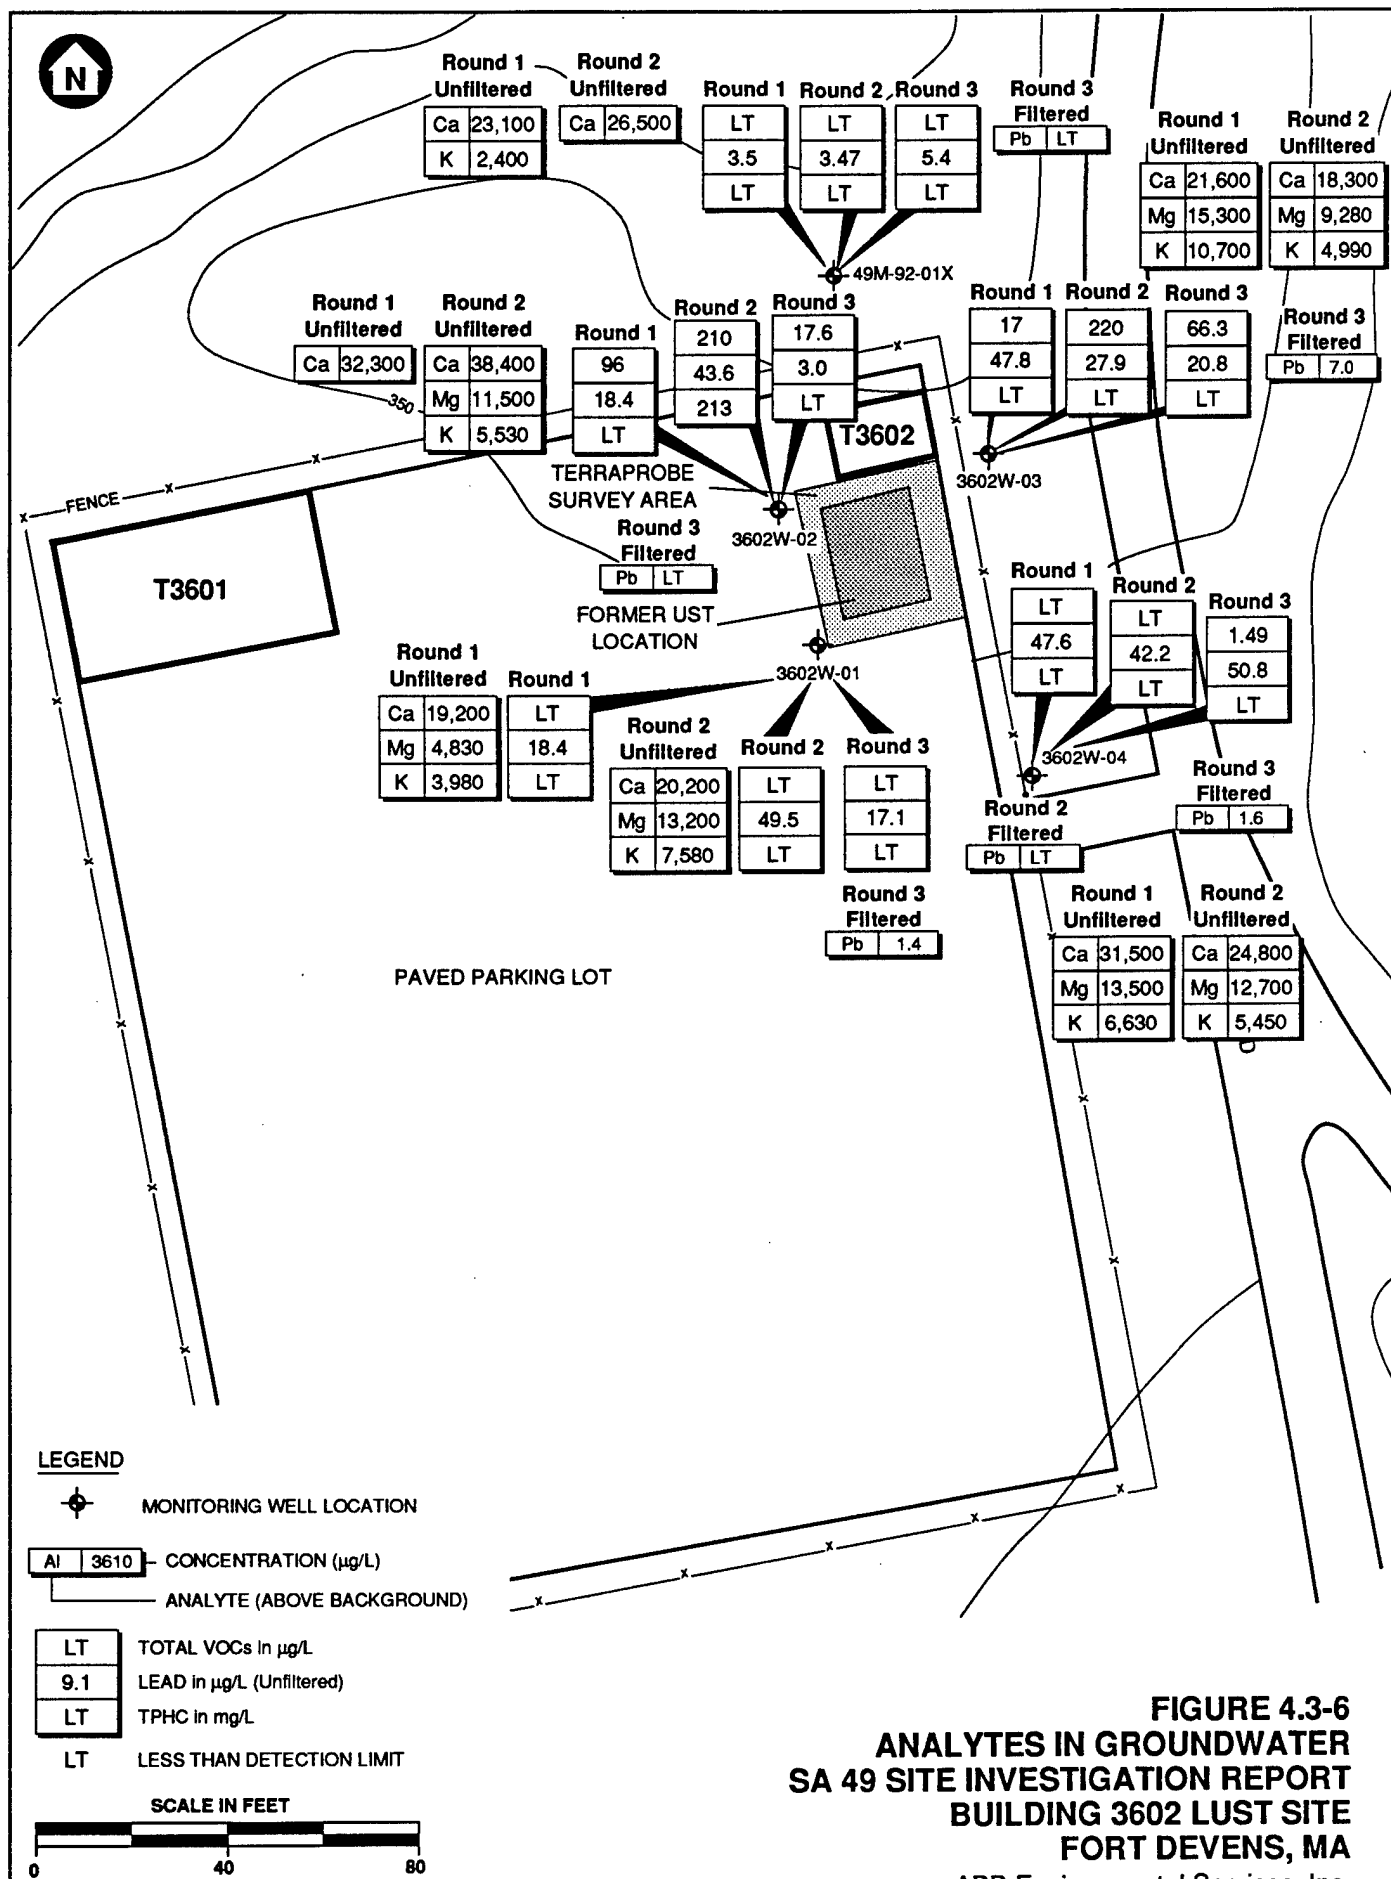 N
Round 1
Unfiltered
Ca 23,100
K 2,400
Round 2
Unfiltered
Ca 26,500
Round 1
LT
3.5
LT
Round 2
LT
3.47
LT
Round 3
LT
5.4
LT
Round 3
Filtered
Pb LT
Round 1
Unfiltered
Ca 21,600
Mg 15,300
K 10,700
Round 2
Unfiltered
Ca 18,300
Mg 9,280
K 4,990
49M-92-01X
Round 1
Unfiltered
Ca 32,300
Round 2
Unfiltered
Ca 38,400
Mg 11,500
K 5,530
Round 1
96
18.4
LT
Round 2
210
43.6
213
Round 3
17.6
3.0
LT
Round 1
17
47.8
LT
Round 2
220
27.9
LT
Round 3
66.3
20.8
LT
Round 3
Filtered
Pb 7.0
350
T3602
3602W-03
FENCE
TERRAPROBE
SURVEY AREA
3602W-02
Round 3
Filtered
Pb LT
T3601
FORMER UST
LOCATION
3602W-01
Round 1
LT
47.6
LT
Round 2
LT
42.2
LT
Round 3
1.49
50.8
LT
3602W-04
Round 1
Unfiltered
Ca 19,200
Mg 4,830
K 3,980
Round 1
LT
18.4
LT
Round 2
Unfiltered
Ca 20,200
Mg 13,200
K 7,580
Round 2
LT
49.5
LT
Round 3
LT
17.1
LT
Round 3
Filtered
Pb 1.6
Round 2
Filtered
Pb LT
Round 3
Filtered
Pb 1.4
Round 1
Unfiltered
Ca 31,500
Mg 13,500
K 6,630
Round 2
Unfiltered
Ca 24,800
Mg 12,700
K 5,450
PAVED PARKING LOT
LEGEND
MONITORING WELL LOCATION
Al 3610 CONCENTRATION (µg/L)
ANALYTE (ABOVE BACKGROUND)
LT TOTAL VOCs in µg/L
9.1 LEAD in µg/L (Unfiltered)
LT TPHC in mg/L
LT LESS THAN DETECTION LIMIT
SCALE IN FEET
0 40 80
FIGURE 4.3-6
ANALYTES IN GROUNDWATER
SA 49 SITE INVESTIGATION REPORT
BUILDING 3602 LUST SITE
FORT DEVENS, MA